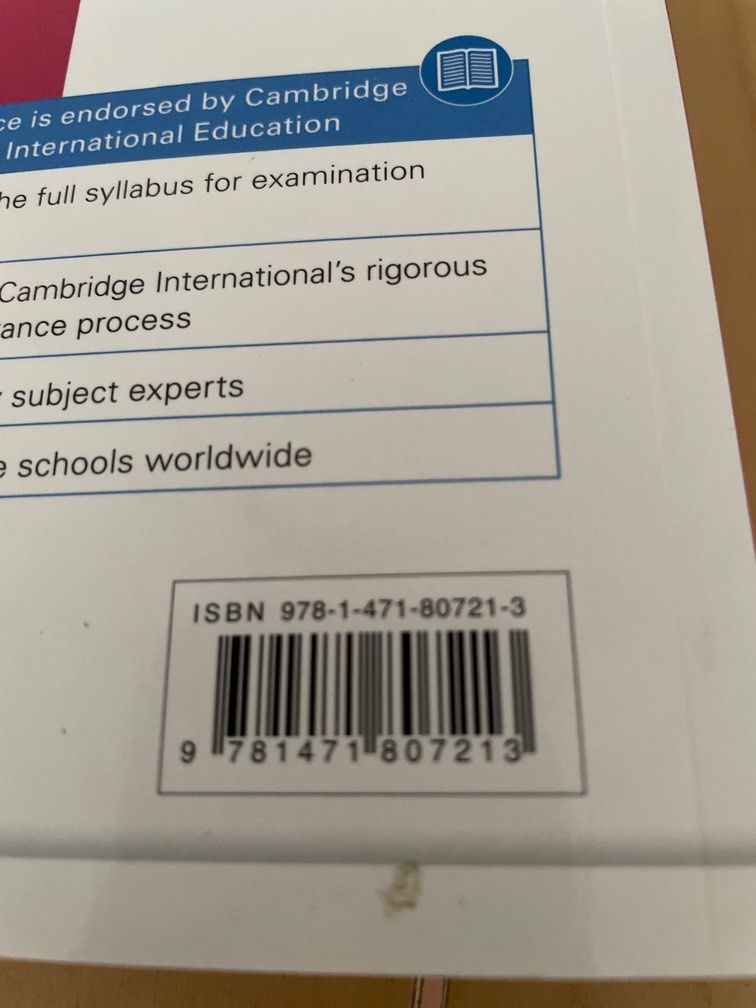 ce is endorsed by Cambridge
International Education
he full syllabus for examination
Cambridge International's rigorous
ance process
subject experts
e schools worldwide
ISBN 978-1-471-80721-3
9 781471 807213